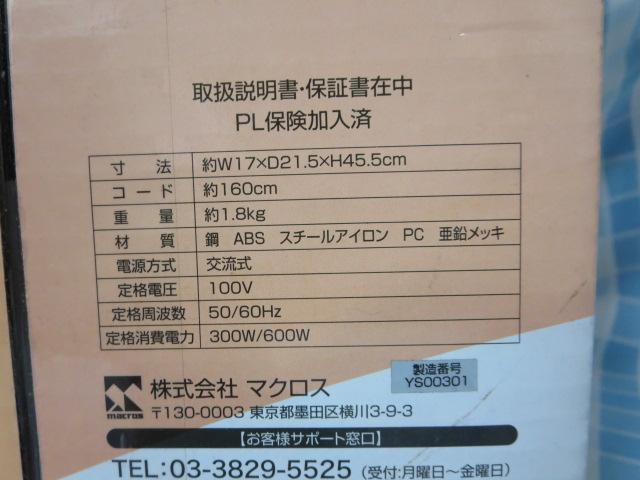 取扱説明書・保証書在中
PL保険加入済
寸法 約W17×D21.5×H45.5cm
コード 約160cm
重量 約1.8kg
材質 鋼 ABS スチールアイロン PC 亜鉛メッキ
電源方式 交流式
定格電圧 100V
定格周波数 50/60Hz
定格消費電力 300W/600W
製造番号
YS00301
macros 株式会社 マクロス
〒130-0003 東京都墨田区横川3-9-3
【お客様サポート窓口】
TEL:03-3829-5525 (受付:月曜日～金曜日)